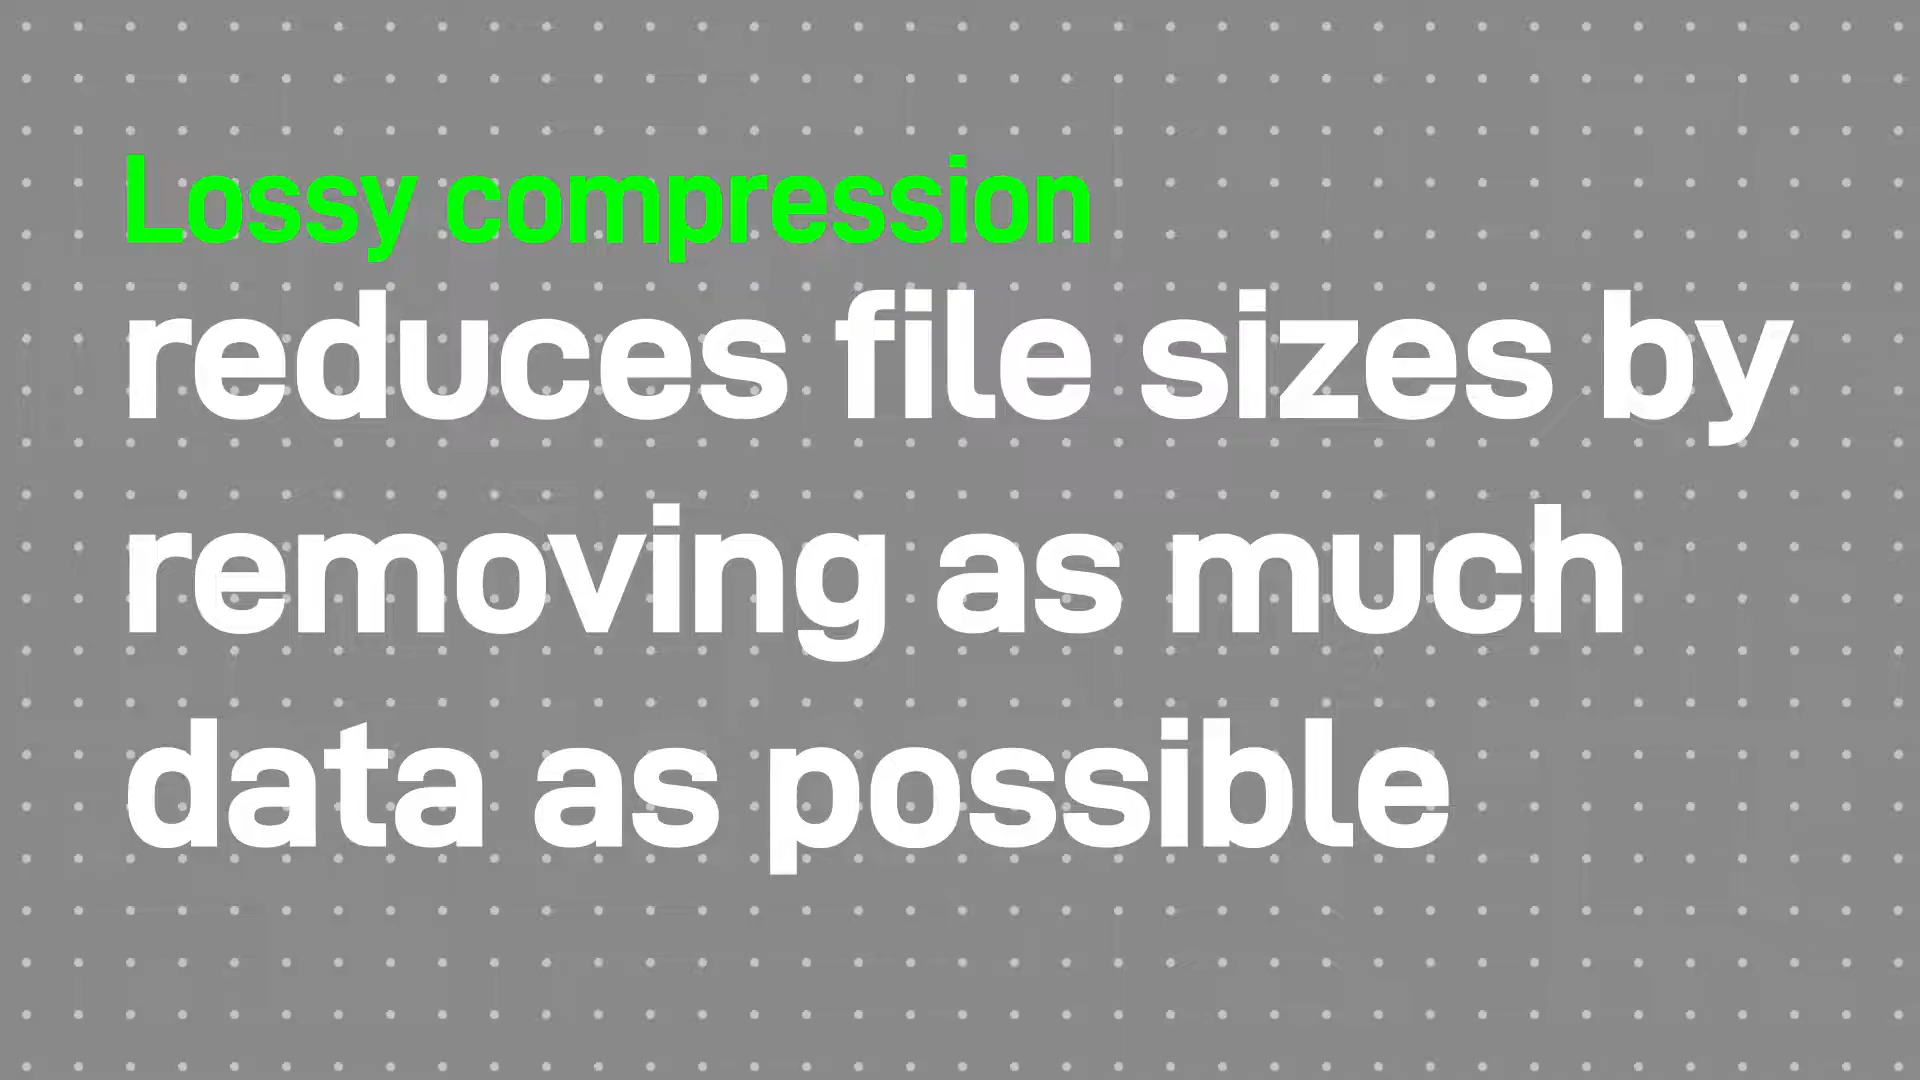 Lossy compression
reduces file sizes by
removing as much
data as possible